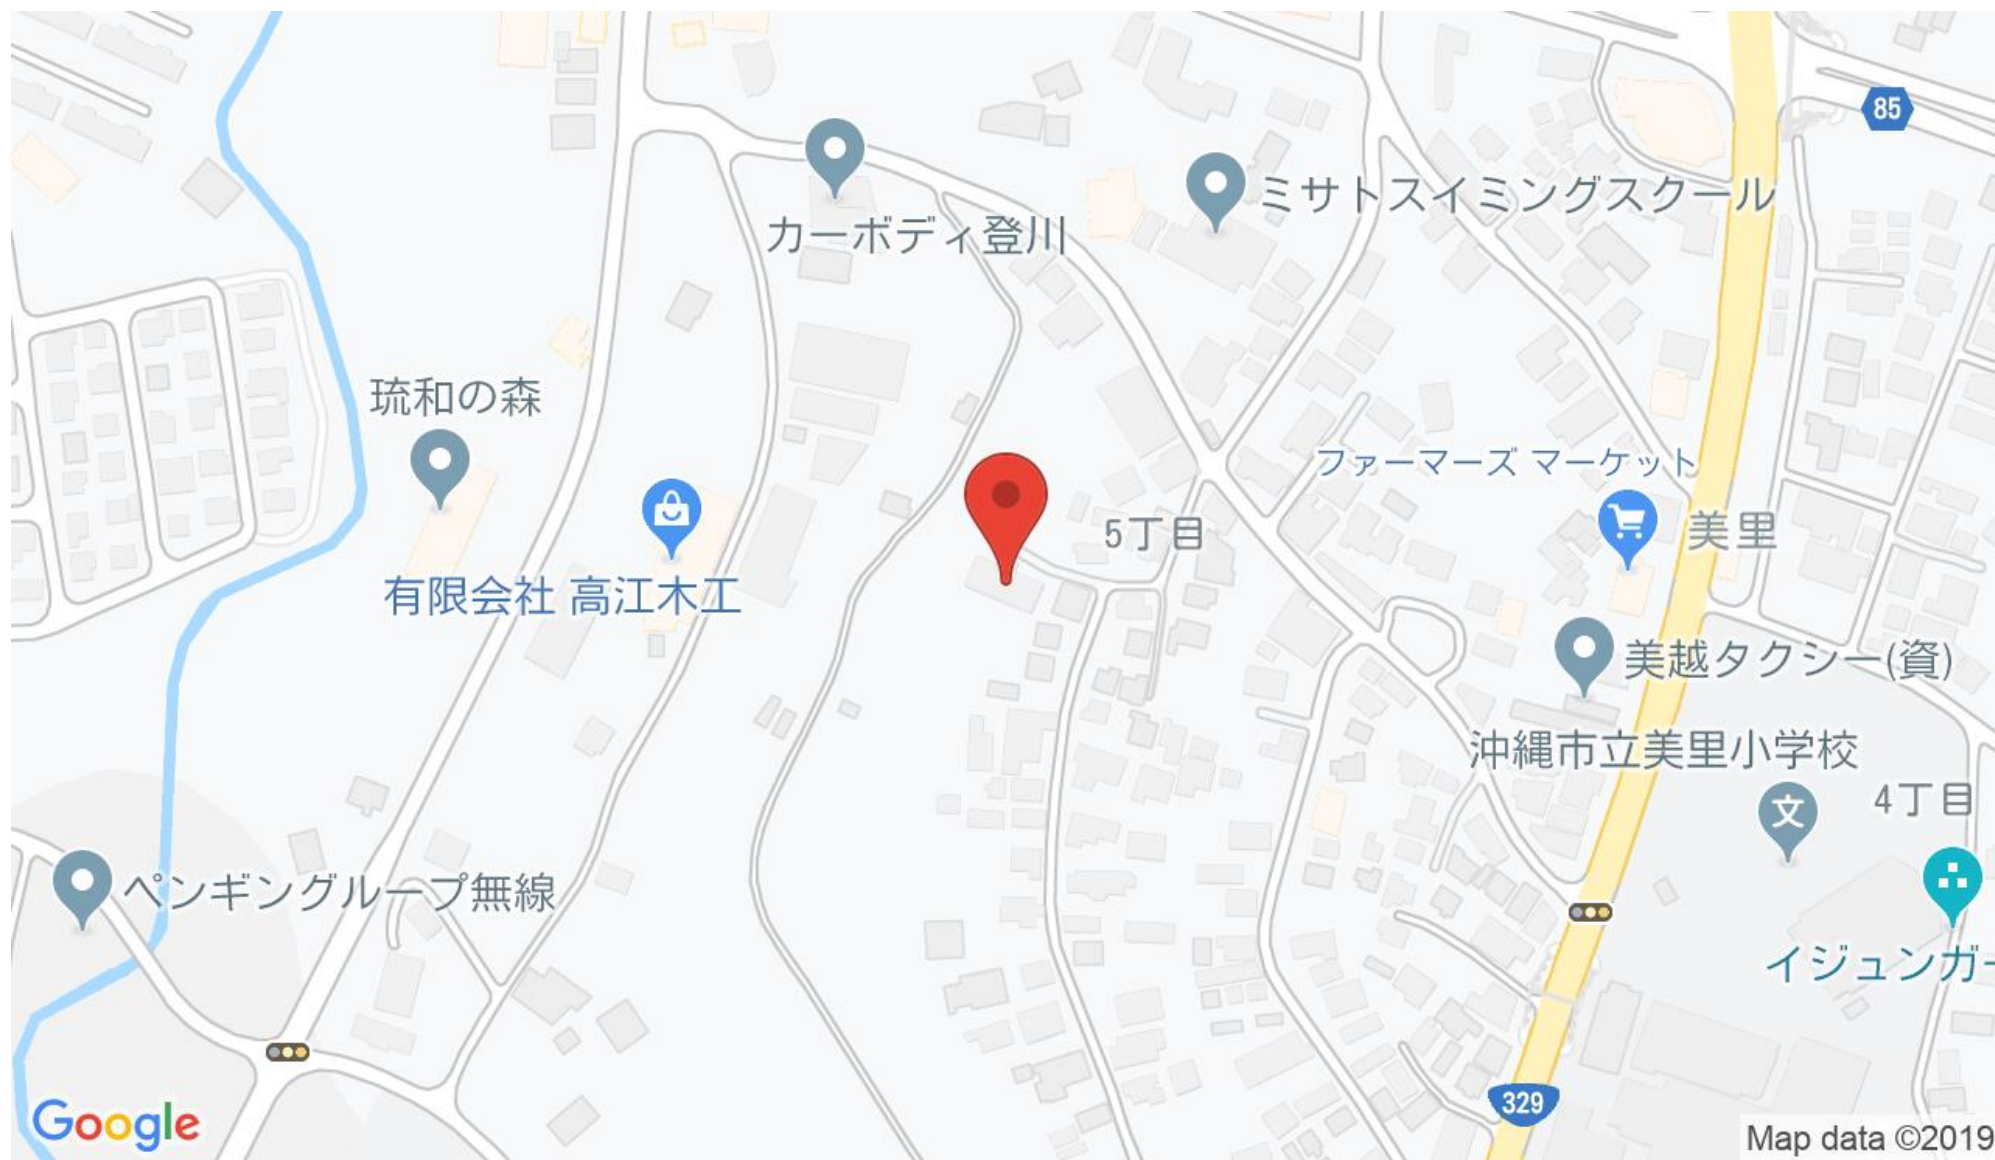 85
ミサトスイミングスクール
カーボディ登川
琉和の森
ファーマーズ マーケット
美里
5丁目
有限会社 高江木工
美越タクシー(資)
沖縄市立美里小学校
文
4丁目
ペンギングループ無線
イジュンガー
329
Google
Map data ©2019